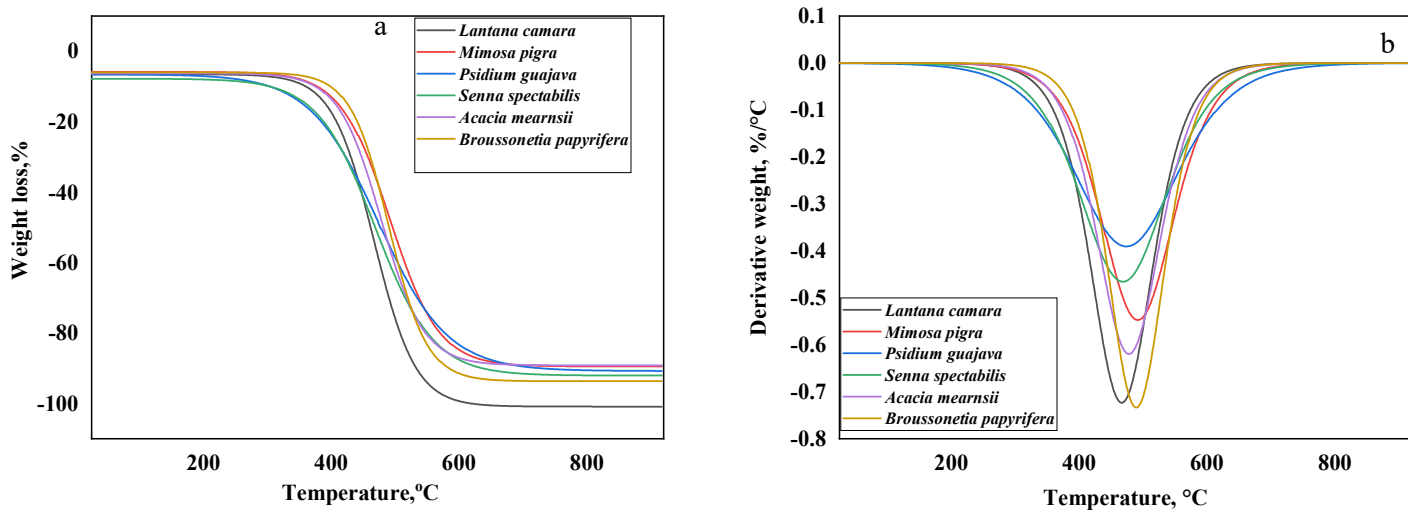 a
Lantana camara
Mimosa pigra
Psidium guajava
Senna spectabilis
Acacia mearnsii
Broussonetia papyrifera
0
-20
-40
-60
-80
-100
Weight loss,%
200
400
600
800
Temperature,°C
b
0.1
0.0
-0.1
-0.2
-0.3
-0.4
-0.5
-0.6
-0.7
-0.8
Derivative weight, %/°C
Lantana camara
Mimosa pigra
Psidium guajava
Senna spectabilis
Acacia mearnsii
Broussonetia papyrifera
200
400
600
800
Temperature, °C